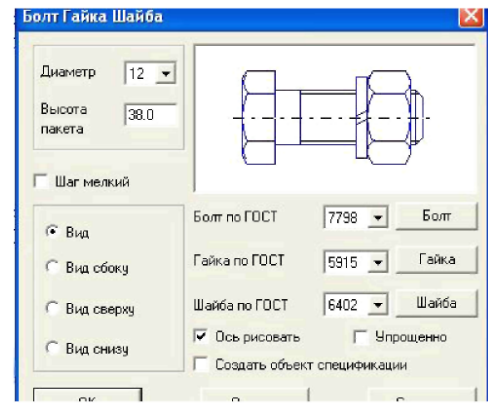 Болт Гайка Шайба
Диаметр 12
Высота пакета 38.0
Шаг мелкий
Вид
Вид сбоку
Вид сверху
Вид снизу
Болт по ГОСТ 7798 Болт
Гайка по ГОСТ 5915 Гайка
Шайба по ГОСТ 6402 Шайба
Ось рисовать Упрощенно
Создать объект спецификации